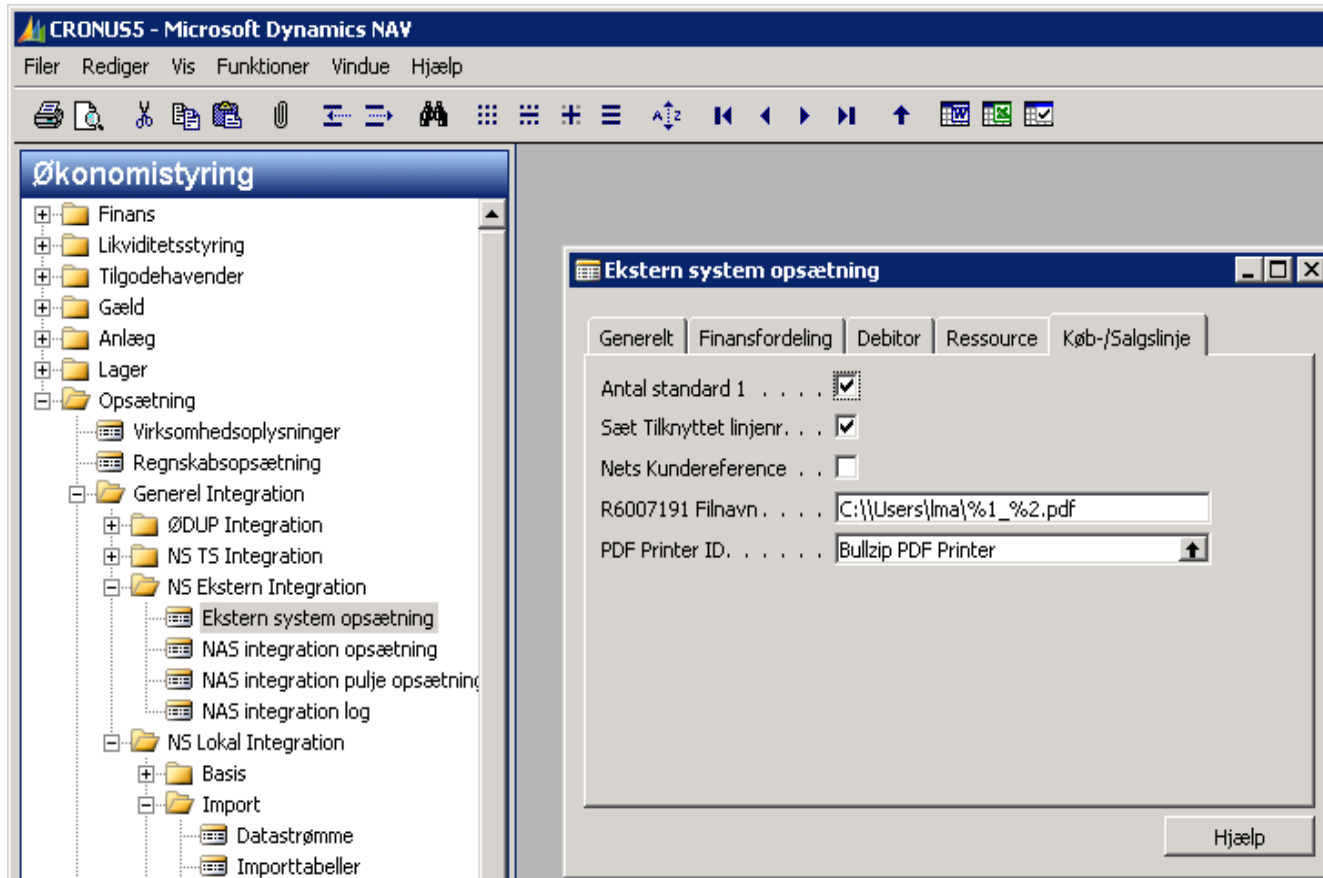 CRONUS5 - Microsoft Dynamics NAV
Filer Rediger Vis Funktioner Vindue Hjælp
Økonomistyring
Finans
Likviditetsstyring
Tilgodehavender
Gæld
Anlæg
Lager
Opsætning
Virksomhedsoplysninger
Regnskabsopsætning
Generel Integration
ØDUP Integration
NS TS Integration
NS Ekstern Integration
Ekstern system opsætning
NAS integration opsætning
NAS integration pulje opsætning
NAS integration log
NS Lokal Integration
Basis
Import
Datastrømme
Importtabeller
Ekstern system opsætning
Generelt Finansfordeling Debitor Ressource Køb-/Salgslinje
Antal standard 1 . . . .
Sæt Tilknyttet linjenr. . .
Nets Kundereference . .
R6007191 Filnavn . . . . C:\\Users\lma\%1_%2.pdf
PDF Printer ID. . . . . . Bullzip PDF Printer
Hjælp